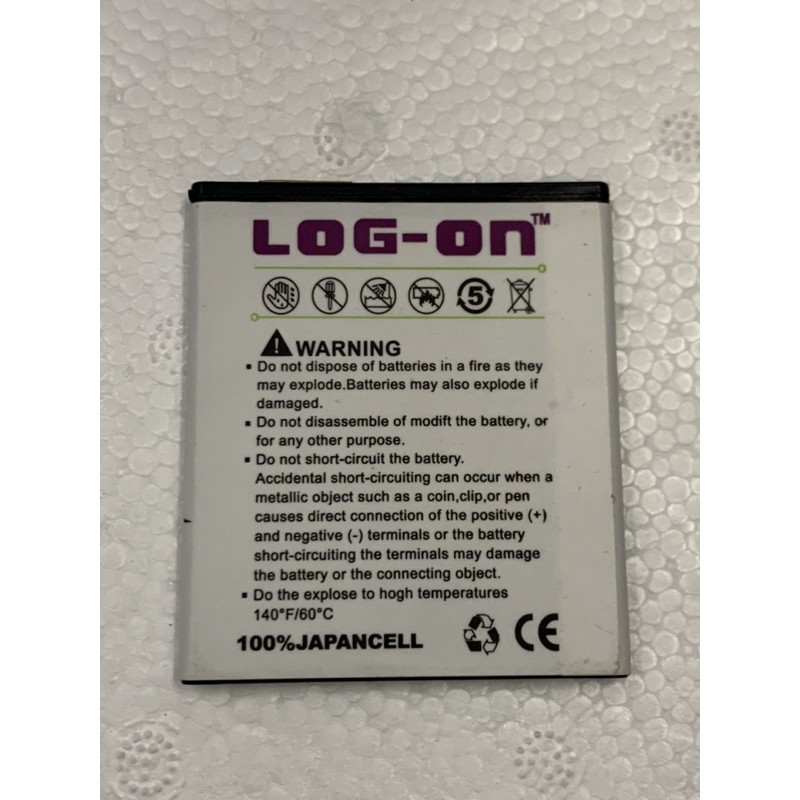 LOG-ON™
5
WARNING
▪ Do not dispose of batteries in a fire as they
may explode.Batteries may also explode if
damaged.
▪ Do not disassemble of modift the battery, or
for any other purpose.
▪ Do not short-circuit the battery.
Accidental short-circuiting can occur when a
metallic object such as a coin,clip,or pen
causes direct connection of the positive (+)
and negative (-) terminals or the battery
short-circuiting the terminals may damage
the battery or the connecting object.
▪ Do the explose to hogh temperatures
140°F/60°C
100%JAPANCELL CE